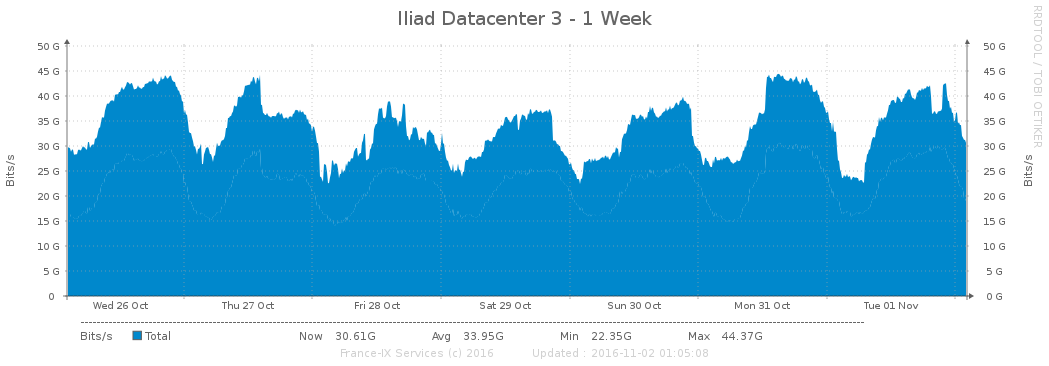 Iliad Datacenter 3 - 1 Week
RRDTOOL / TOBI OETIKER
Bits/s
50 G 50 G
45 G 45 G
40 G 40 G
35 G 35 G
30 G 30 G
25 G 25 G
20 G 20 G
15 G 15 G
10 G 10 G
5 G 5 G
0 0 G
Bits/s
Wed 26 Oct Thu 27 Oct Fri 28 Oct Sat 29 Oct Sun 30 Oct Mon 31 Oct Tue 01 Nov
Bits/s Total Now 30.61G Avg 33.95G Min 22.35G Max 44.37G
France-IX Services (c) 2016 Updated : 2016-11-02 01:05:08